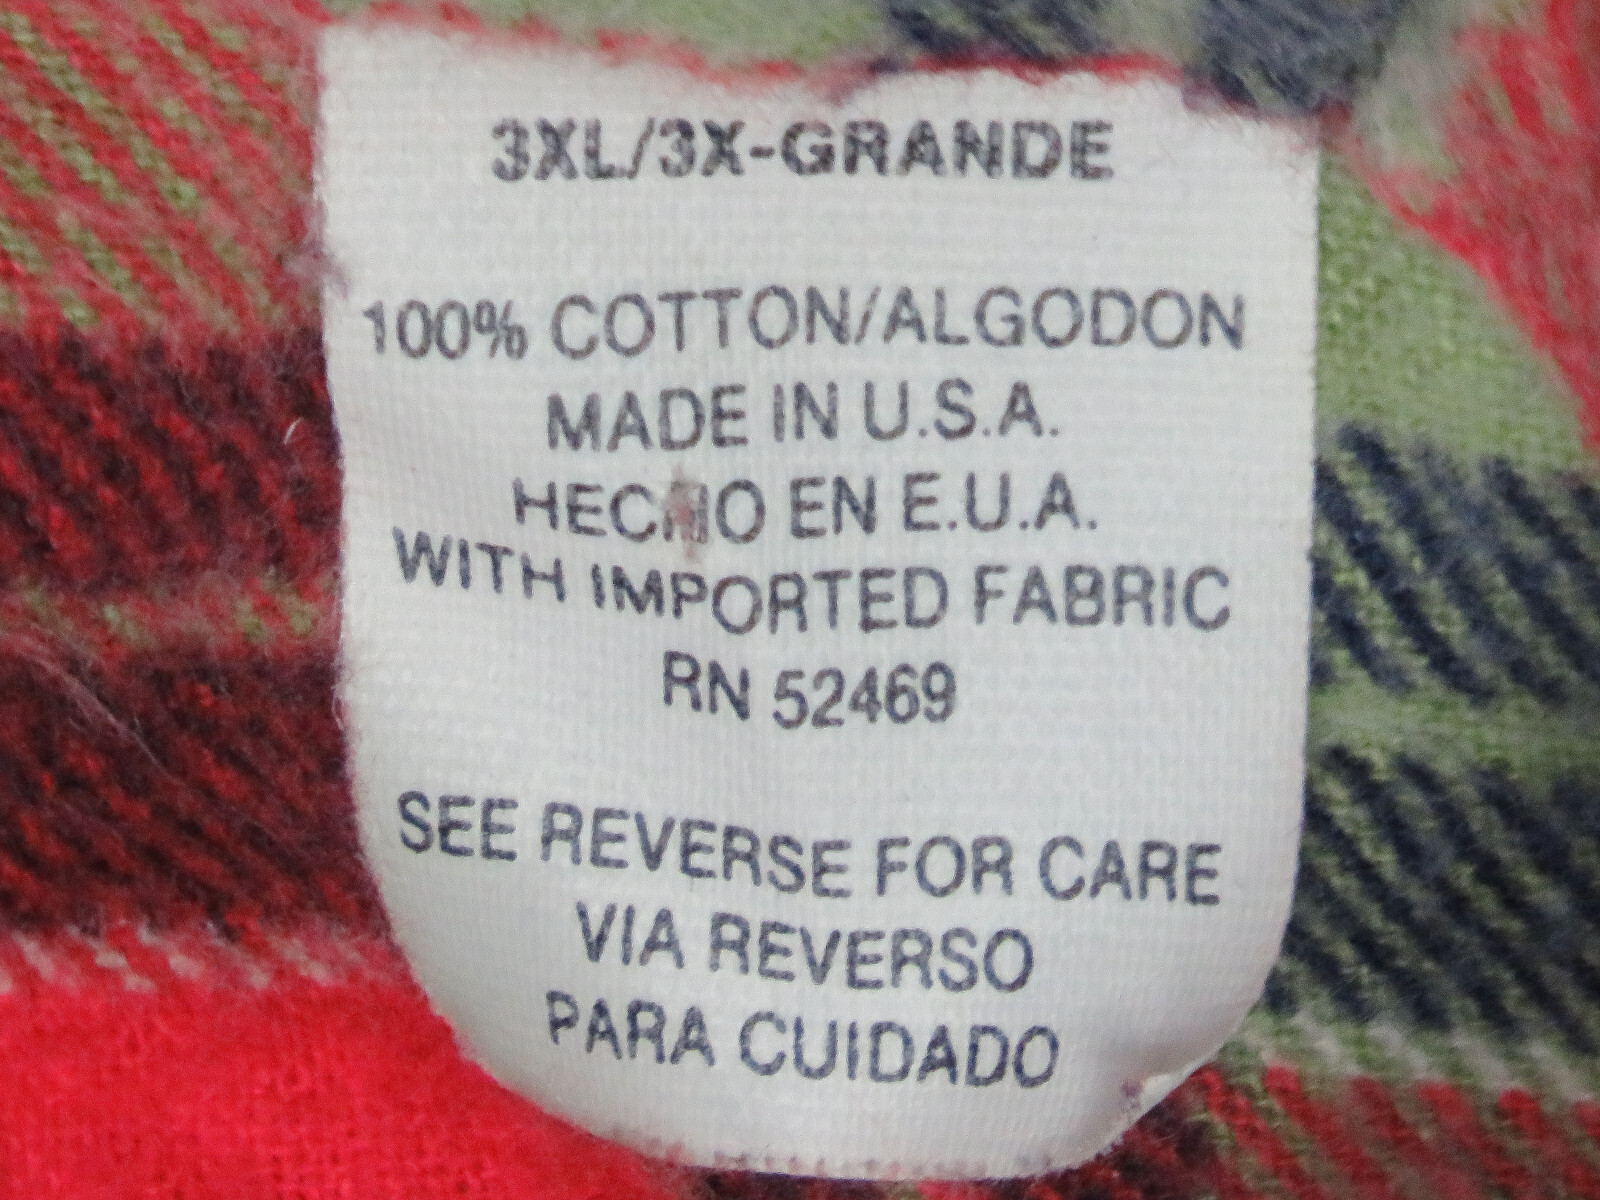 3XL/3X-GRANDE
100% COTTON/ALGODON
MADE IN U.S.A.
HECHO EN E.U.A.
WITH IMPORTED FABRIC
RN 52469
SEE REVERSE FOR CARE
VIA REVERSO
PARA CUIDADO